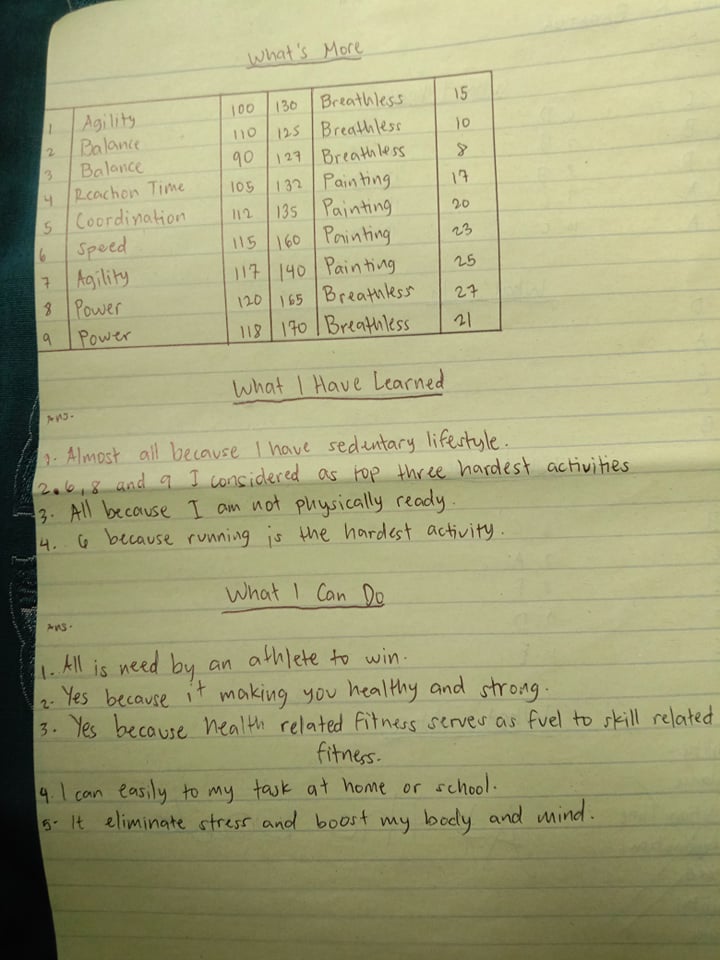 What's More
1 Agility 100 130 Breathless 15
2 Balance 110 125 Breathless 10
3 Balance 90 127 Breathless 8
4 Reaction Time 105 132 Painting 17
5 Coordination 112 135 Painting 20
6 Speed 115 160 Painting 23
7 Agility 117 140 Painting 25
8 Power 120 165 Breathless 27
9 Power 118 170 Breathless 21
What I Have Learned
Ans.
1. Almost all because I have sedentary lifestyle.
2. 6, 8 and 9 I considered as top three hardest activities
3. All because I am not physically ready.
4. 6 because running is the hardest activity.
What I Can Do
Ans.
1. All is need by an athlete to win.
2. Yes because it making you healthy and strong.
3. Yes because health related fitness serves as fuel to skill related
fitness.
4. I can easily to my task at home or school.
5. It eliminate stress and boost my body and mind.